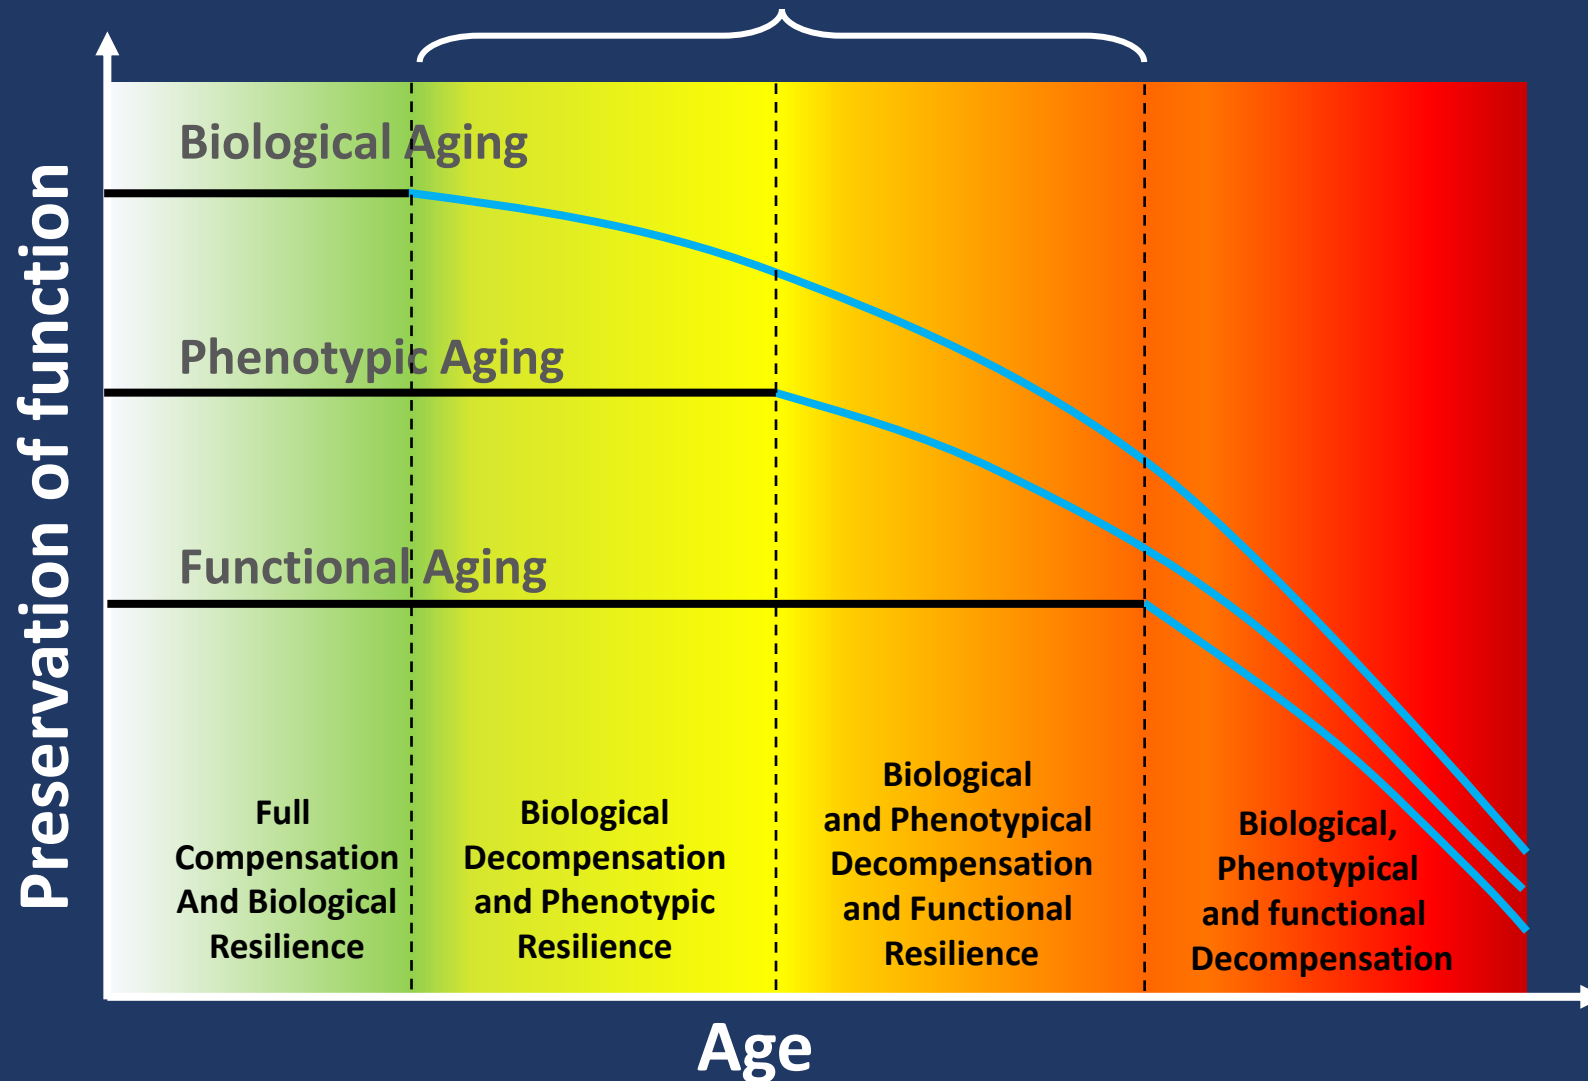 Preservation of function
Biological Aging
Phenotypic Aging
Functional Aging
Full
Compensation
And Biological
Resilience
Biological
Decompensation
and Phenotypic
Resilience
Biological
and Phenotypical
Decompensation
and Functional
Resilience
Biological,
Phenotypical
and functional
Decompensation
Age